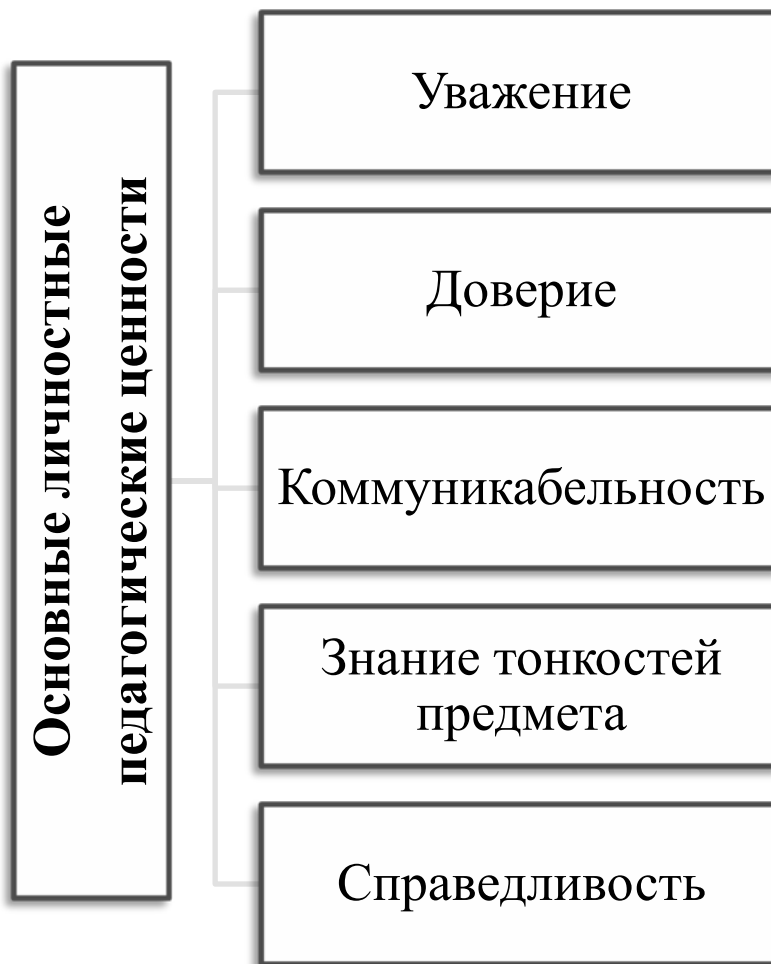 Основные личностные
педагогические ценности
Уважение
Доверие
Коммуникабельность
Знание тонкостей
предмета
Справедливость